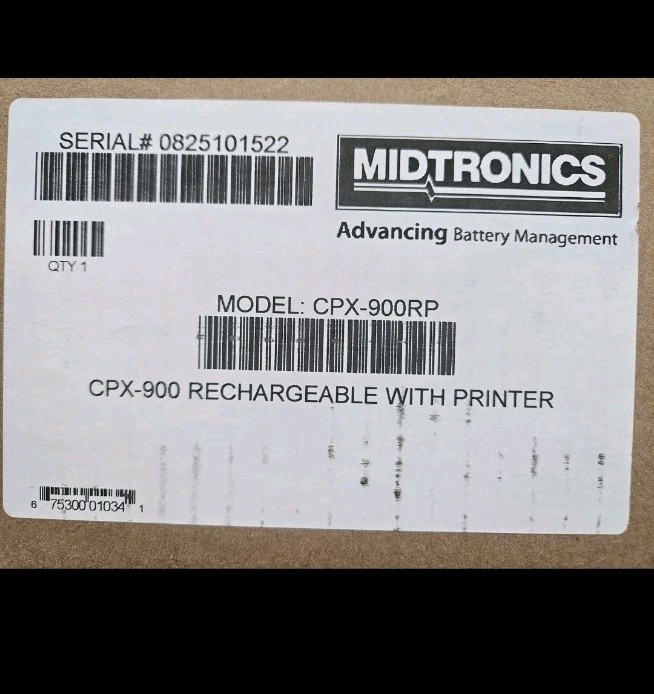 SERIAL# 0825101522
MIDTRONICS
Advancing Battery Management
QTY 1
MODEL: CPX-900RP
CPX-900 RECHARGEABLE WITH PRINTER
6 75300 01034 1